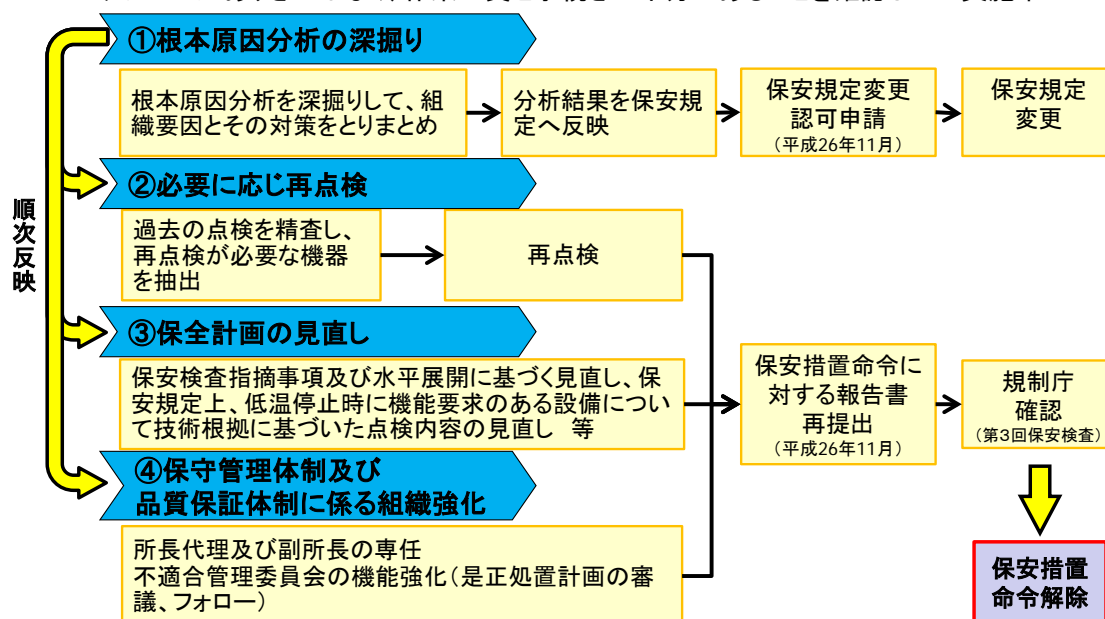 ①根本原因分析の深掘り
根本原因分析を深掘りして、組
織要因とその対策をとりまとめ
分析結果を保安規
定へ反映
保安規定変更
認可申請
（平成26年11月）
保安規定
変更
順次反映
②必要に応じ再点検
過去の点検を精査し、
再点検が必要な機器
を抽出
再点検
③保全計画の見直し
保安検査指摘事項及び水平展開に基づく見直し、保
安規定上、低温停止時に機能要求のある設備につい
て技術根拠に基づいた点検内容の見直し 等
保安措置命令に
対する報告書
再提出
（平成26年11月）
規制庁
確認
（第3回保安検査）
④保守管理体制及び
品質保証体制に係る組織強化
所長代理及び副所長の専任
不適合管理委員会の機能強化（是正処置計画の審
議、フォロー）
保安措置
命令解除